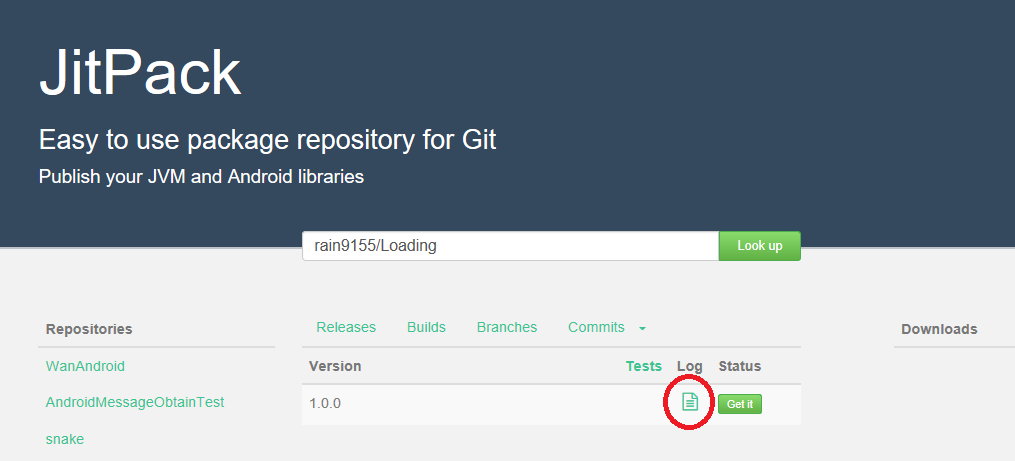 JitPack
Easy to use package repository for Git
Publish your JVM and Android libraries
rain9155/Loading
Look up
Repositories
WanAndroid
AndroidMessageObtainTest
snake
Releases Builds Branches Commits
Version Tests Log Status
1.0.0 Get it
Downloads